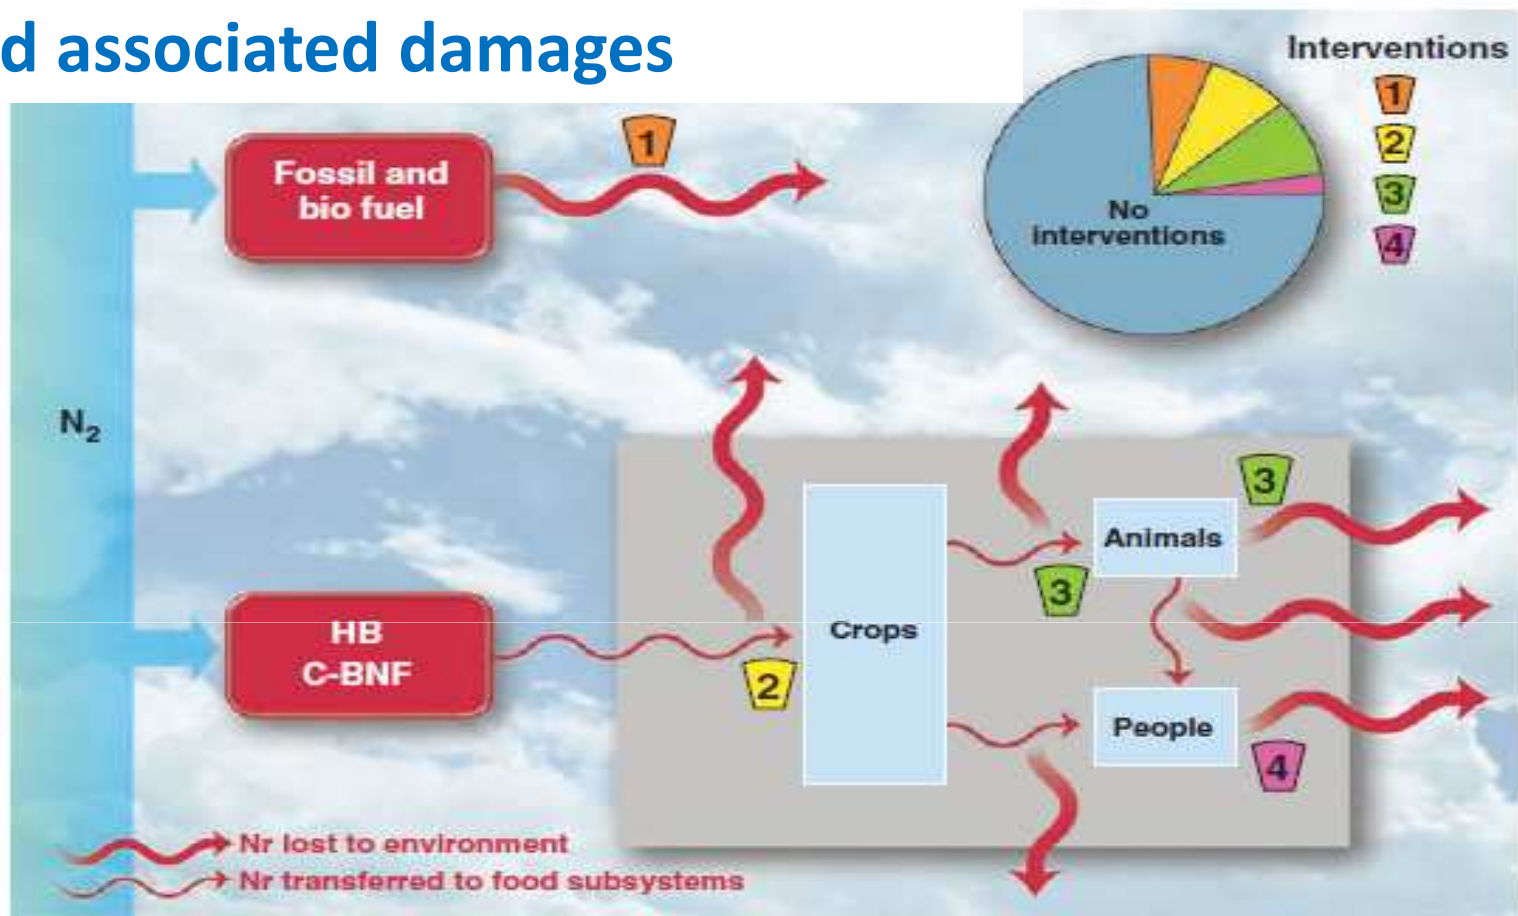 d associated damages
Interventions
1
2
3
4
No
interventions
Fossil and
bio fuel
1
N₂
HB
C-BNF
2
Crops
3
Animals
3
People
4
Nr lost to environment
Nr transferred to food subsystems